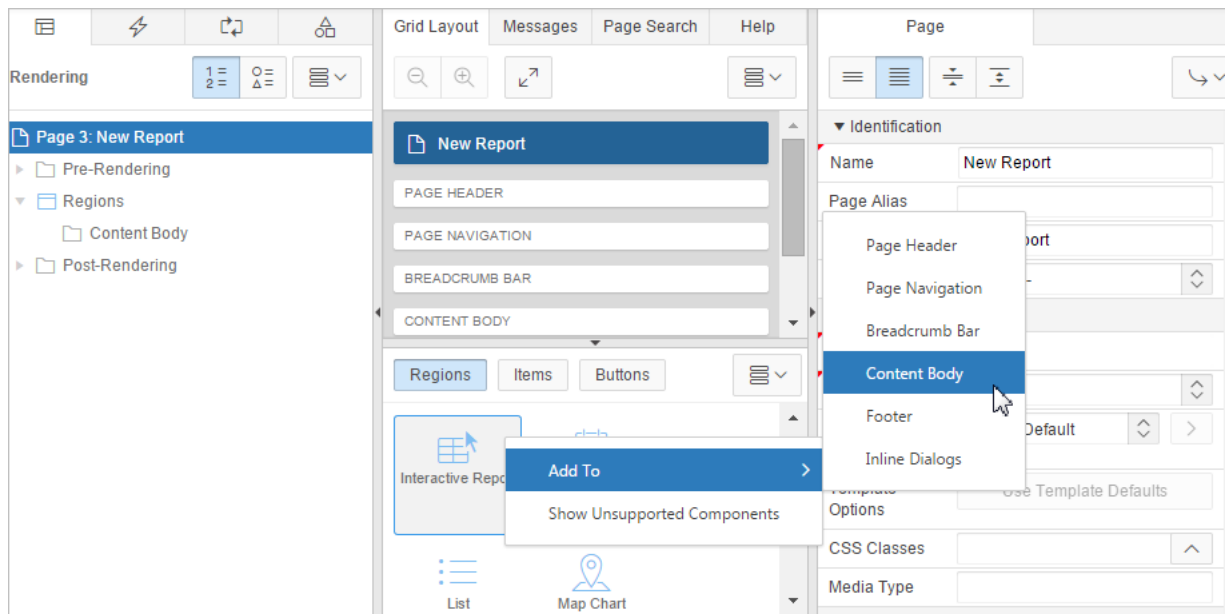 Rendering
1 =
2 =
Page 3: New Report
Pre-Rendering
Regions
Content Body
Post-Rendering
Grid Layout
Messages
Page Search
Help
New Report
PAGE HEADER
PAGE NAVIGATION
BREADCRUMB BAR
CONTENT BODY
Regions
Items
Buttons
Interactive Repo
List
Map Chart
Add To
Show Unsupported Components
Page
Identification
Name
New Report
Page Alias
port
Page Header
Page Navigation
Breadcrumb Bar
Content Body
Footer
Inline Dialogs
Default
Template
Options
Use Template Defaults
CSS Classes
Media Type